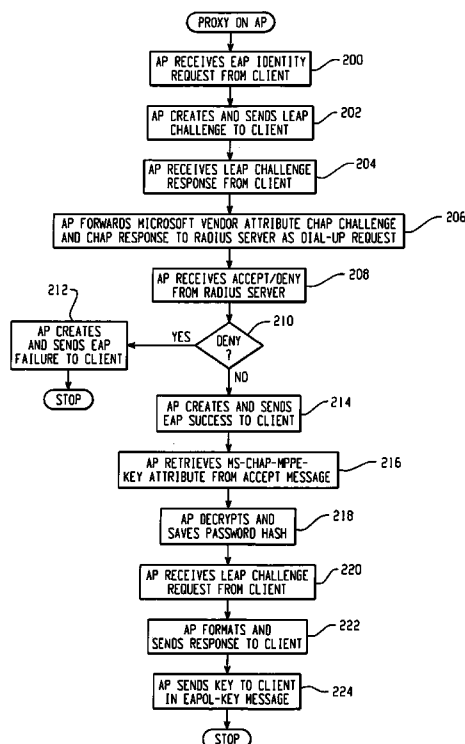 PROXY ON AP
AP RECEIVES EAP IDENTITY
REQUEST FROM CLIENT
200
AP CREATES AND SENDS LEAP
CHALLENGE TO CLIENT
202
AP RECEIVES LEAP CHALLENGE
RESPONSE FROM CLIENT
204
AP FORWARDS MICROSOFT VENDOR ATTRIBUTE CHAP CHALLENGE
AND CHAP RESPONSE TO RADIUS SERVER AS DIAL-UP REQUEST
206
AP RECEIVES ACCEPT/DENY
FROM RADIUS SERVER
208
DENY
?
210
YES
212
AP CREATES
AND SENDS EAP
FAILURE TO CLIENT
STOP
NO
AP CREATES AND SENDS
EAP SUCCESS TO CLIENT
214
AP RETRIEVES MS-CHAP-MPPE-
KEY ATTRIBUTE FROM ACCEPT MESSAGE
216
AP DECRYPTS AND
SAVES PASSWORD HASH
218
AP RECEIVES LEAP CHALLENGE
REQUEST FROM CLIENT
220
AP FORMATS AND
SENDS RESPONSE TO CLIENT
222
AP SENDS KEY TO CLIENT
IN EAPOL-KEY MESSAGE
224
STOP